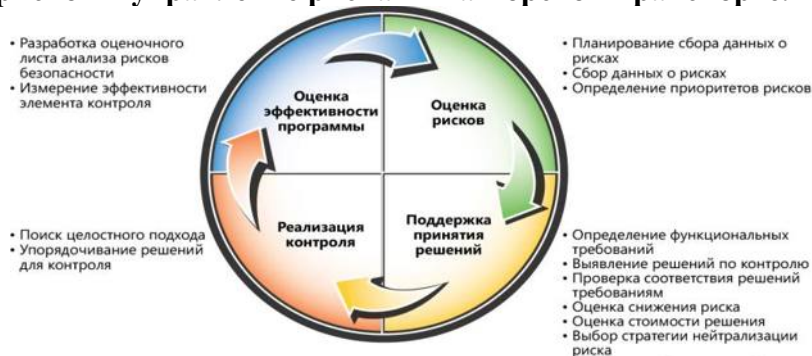 • Разработка оценочного
листа анализа рисков
безопасности
• Измерение эффективности
элемента контроля
Оценка
эффективности
программы
Оценка
рисков
• Планирование сбора данных о
рисках
• Сбор данных о рисках
• Определение приоритетов рисков
• Поиск целостного подхода
• Упорядочивание решений
для контроля
Реализация
контроля
Поддержка
принятия
решений
• Определение функциональных
требований
• Выявление решений по контролю
• Проверка соответствия решений
требованиям
• Оценка снижения риска
• Оценка стоимости решения
• Выбор стратегии нейтрализации
риска